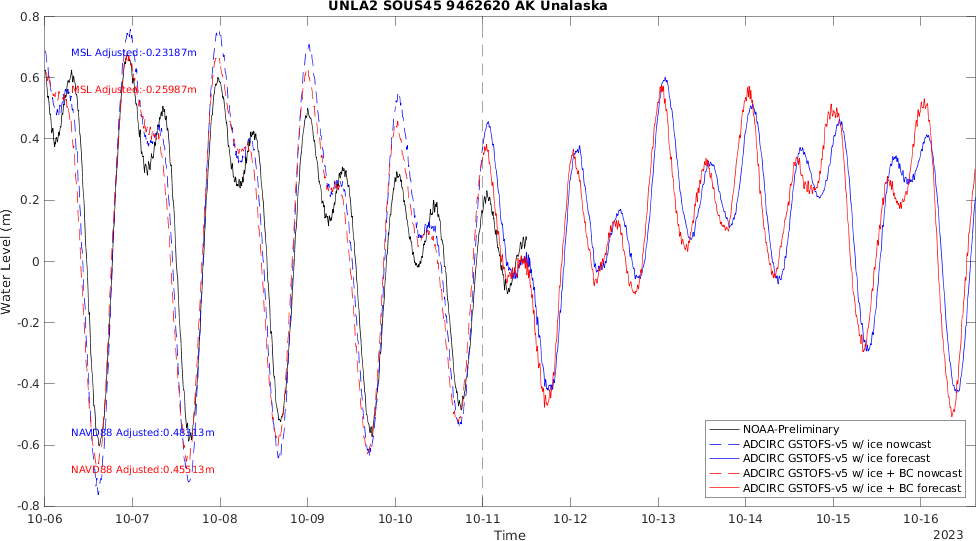 UNLA2 SOUS45 9462620 AK Unalaska
0.8
0.6
0.4
0.2
0
-0.2
-0.4
-0.6
-0.8
Water Level (m)
MSL Adjusted:-0.23187m
MSL Adjusted:-0.25987m
NAVD88 Adjusted:0.48313m
NAVD88 Adjusted:0.45513m
NOAA-Preliminary
ADCIRC GSTOFS-v5 w/ ice nowcast
ADCIRC GSTOFS-v5 w/ ice forecast
ADCIRC GSTOFS-v5 w/ ice + BC nowcast
ADCIRC GSTOFS-v5 w/ ice + BC forecast
10-06 10-07 10-08 10-09 10-10 10-11 10-12 10-13 10-14 10-15 10-16
Time
2023